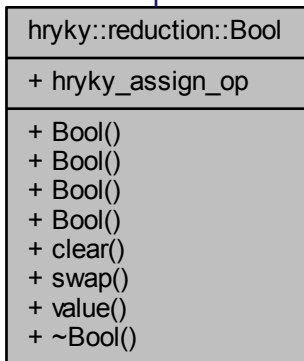 hryky::reduction::Bool
+ hryky_assign_op
+ Bool()
+ Bool()
+ Bool()
+ Bool()
+ clear()
+ swap()
+ value()
+ ~Bool()